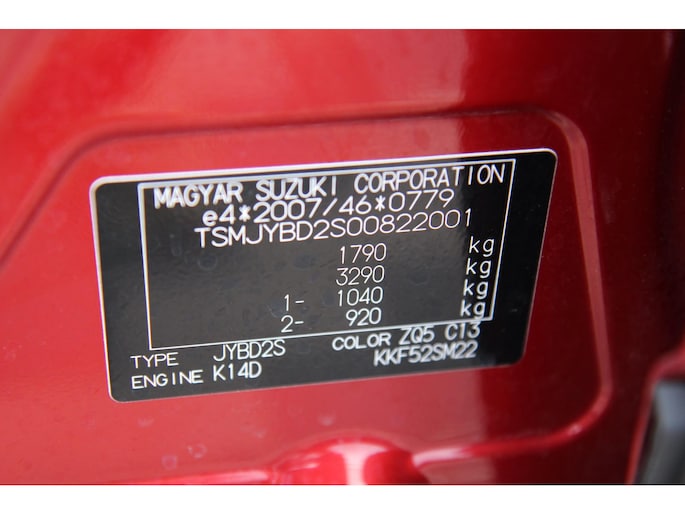 MAGYAR SUZUKI CORPORATION
e4*2007/46*0779
TSMJYBD2S00822001
1790 kg
3290 kg
1- 1040 kg
2- 920 kg
TYPE JYBD2S COLOR ZQ5 C13
ENGINE K14D KKF52SM22